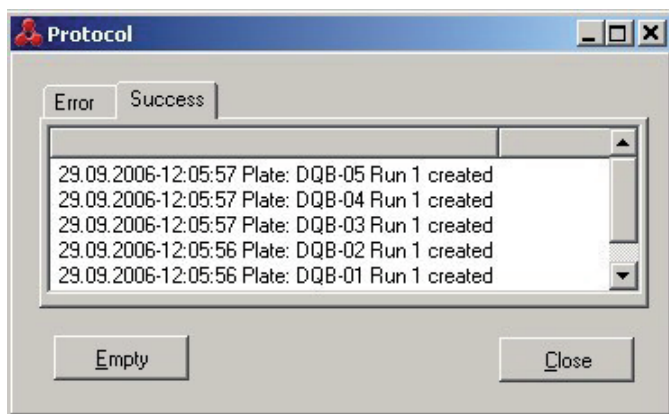 Protocol
Error
Success
29.09.2006-12:05:57 Plate: DQB-05 Run 1 created
29.09.2006-12:05:57 Plate: DQB-04 Run 1 created
29.09.2006-12:05:57 Plate: DQB-03 Run 1 created
29.09.2006-12:05:56 Plate: DQB-02 Run 1 created
29.09.2006-12:05:56 Plate: DQB-01 Run 1 created
Empty
Close